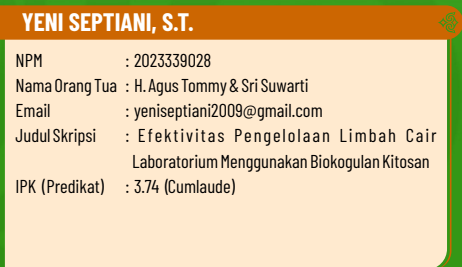 YENI SEPTIANI, S.T.
NPM : 2023339028
Nama Orang Tua : H. Agus Tommy & Sri Suwarti
Email : yeniseptiani2009@gmail.com
Judul Skripsi : Efektivitas Pengelolaan Limbah Cair
Laboratorium Menggunakan Biokogulan Kitosan
IPK (Predikat) : 3.74 (Cumlaude)